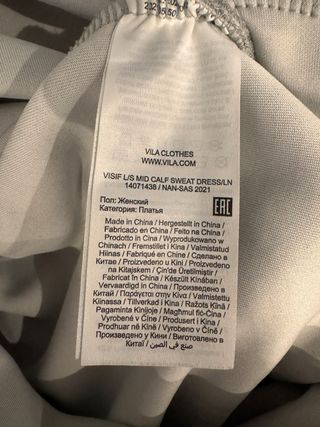 VILA CLOTHES
WWW.VILA.COM
VISIF L/S MID CALF SWEAT DRESS/LN
14071438 / NAN-SAS 2021
Пол: Женский
Категория: Платья
EAC
Made in China / Hergestellt in China /
Fabricado en China / Feito na China /
Prodotto in Cina / Wyprodukowano w
Chinach / Fremstillet i Kina / Valmistatud
Hiinas / Fabriqué en Chine / Сделано в
Китае / Proizvedeno u Kini / Proizvedeno
na Kitajskem / Çin'de Üretilmiştir /
Fabricat în China / Készült Kínában /
Vervaardigd in China / Произведено в
Китай / Παράγεται στην Κίνα / Valmistettu
Kiinassa / Tillverkad i Kina / Ražots Ķīnā /
Pagaminta Kinijoje / Maghmul fiċ-Ċina /
Vyrobené v Číne / Produsert i Kina /
Prodhuar në Kinë / Vyrobeno v Číně /
Произведено у Кини / Виготовлено в
Китаї / صنع في الصين